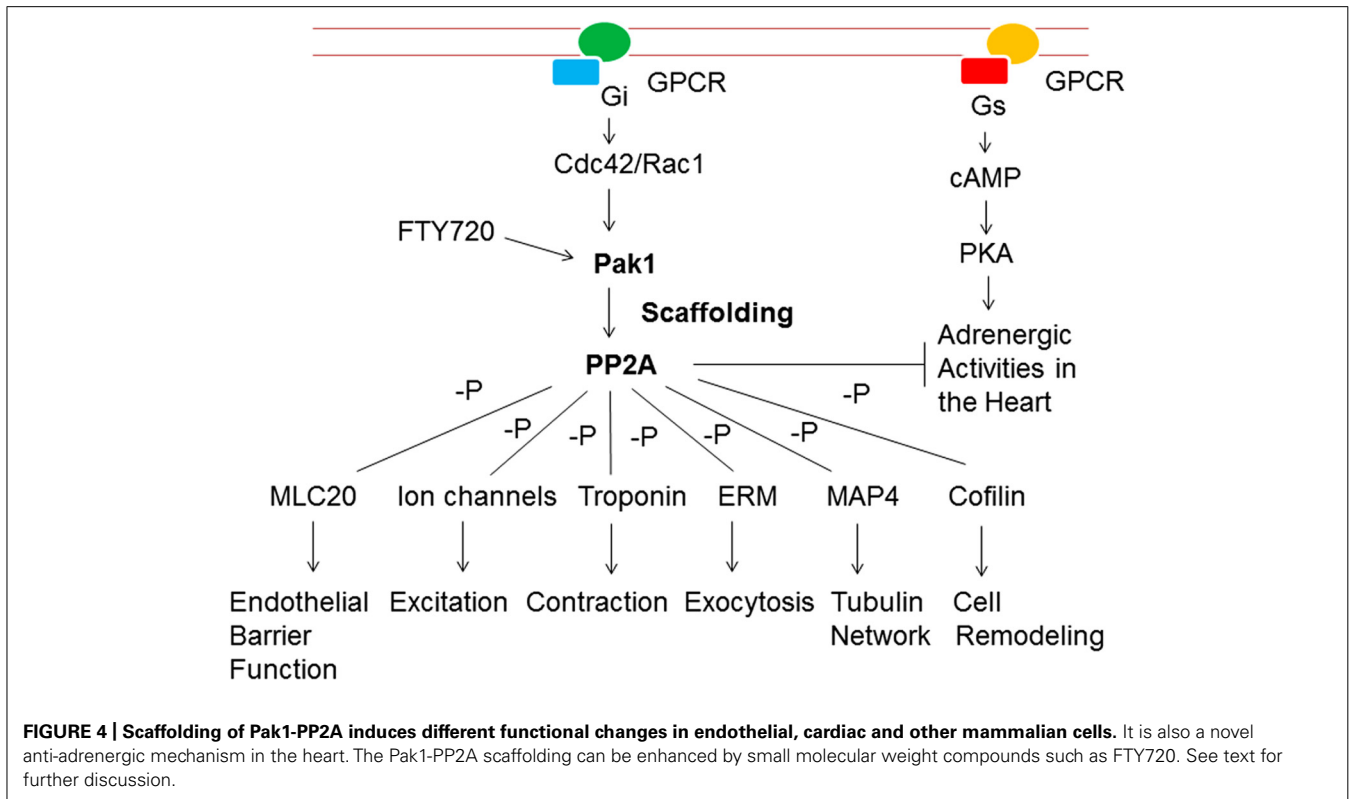 GPCR
Gi
GPCR
Gs
Cdc42/Rac1
cAMP
FTY720
Pak1
PKA
Scaffolding
PP2A
Adrenergic
Activities in
the Heart
-P
-P
-P
-P
-P
-P
-P
MLC20 Ion channels Troponin ERM MAP4 Cofilin
Endothelial
Barrier
Function
Excitation
Contraction
Exocytosis
Tubulin
Network
Cell
Remodeling
FIGURE 4 | Scaffolding of Pak1-PP2A induces different functional changes in endothelial, cardiac and other mammalian cells. It is also a novel
anti-adrenergic mechanism in the heart. The Pak1-PP2A scaffolding can be enhanced by small molecular weight compounds such as FTY720. See text for
further discussion.